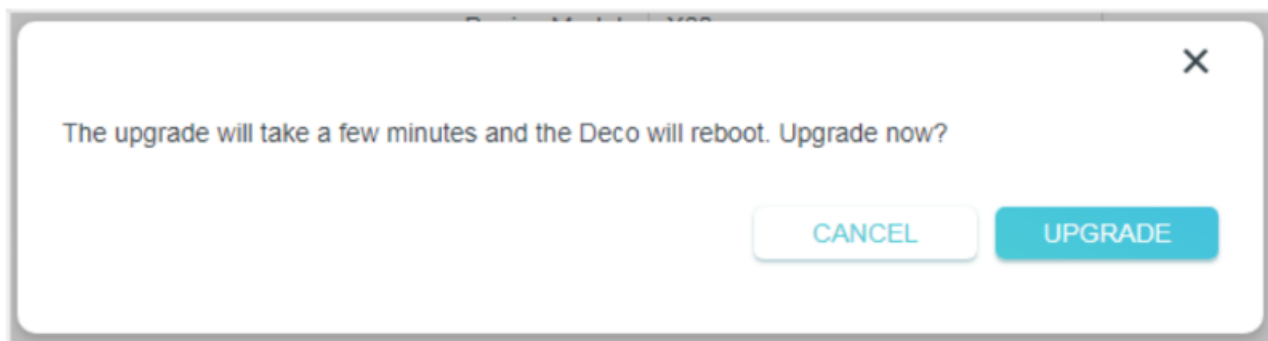 The upgrade will take a few minutes and the Deco will reboot. Upgrade now?
CANCEL
UPGRADE